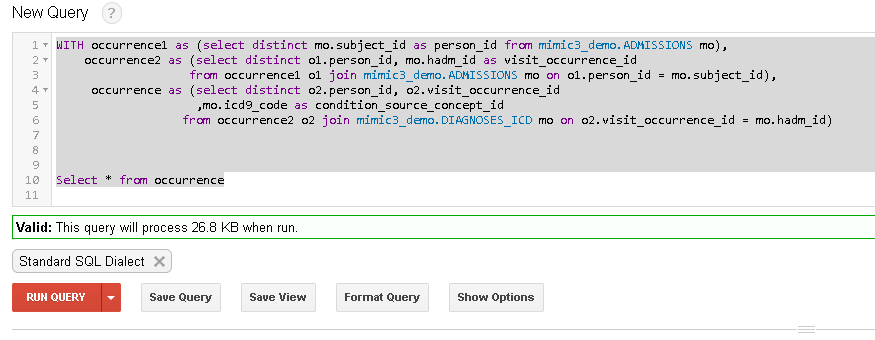 New Query ?
1 WITH occurrence1 as (select distinct mo.subject_id as person_id from mimic3_demo.ADMISSIONS mo),
2 occurrence2 as (select distinct o1.person_id, mo.hadm_id as visit_occurrence_id
3 from occurrence1 o1 join mimic3_demo.ADMISSIONS mo on o1.person_id = mo.subject_id),
4 occurrence as (select distinct o2.person_id, o2.visit_occurrence_id
5 ,mo.icd9_code as condition_source_concept_id
6 from occurrence2 o2 join mimic3_demo.DIAGNOSES_ICD mo on o2.visit_occurrence_id = mo.hadm_id)
7
8
9
10 Select * from occurrence
11
Valid: This query will process 26.8 KB when run.
Standard SQL Dialect
RUN QUERY Save Query Save View Format Query Show Options